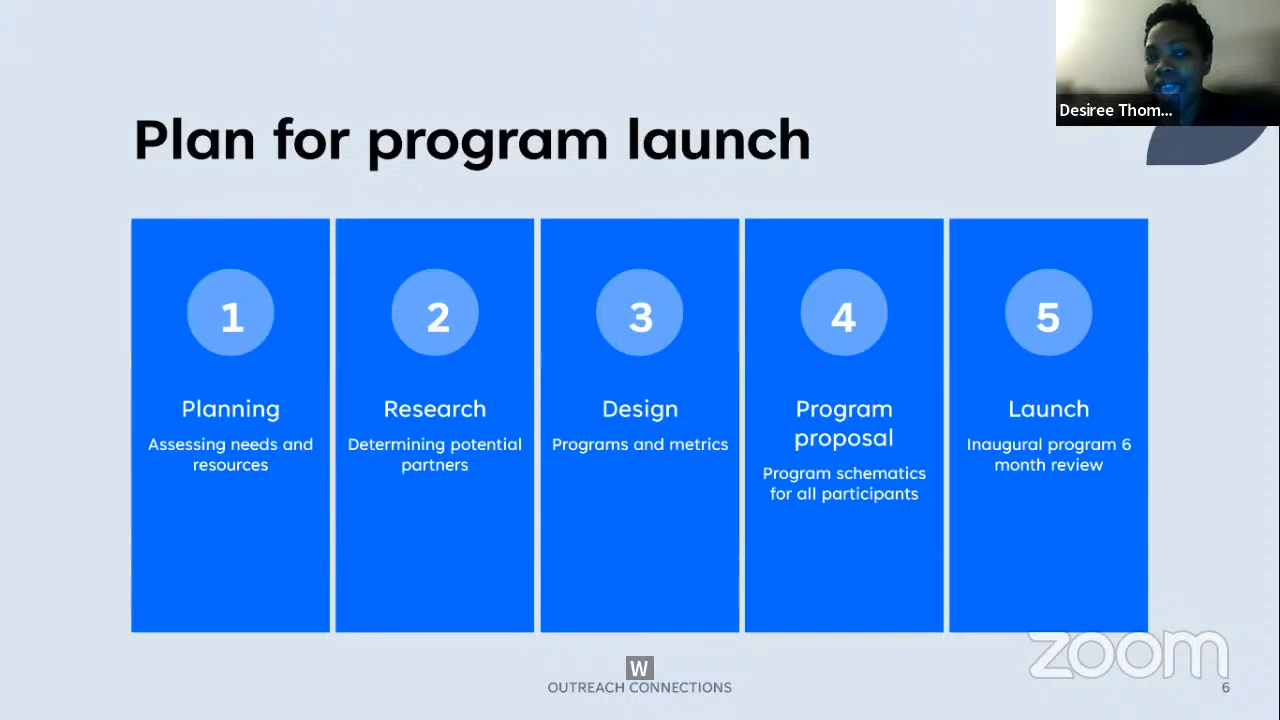 Desiree Thom...
Plan for program launch
1
Planning
Assessing needs and
resources
2
Research
Determining potential
partners
3
Design
Programs and metrics
4
Program
proposal
Program schematics
for all participants
5
Launch
Inaugural program 6
month review
zoom
W
OUTREACH CONNECTIONS
6